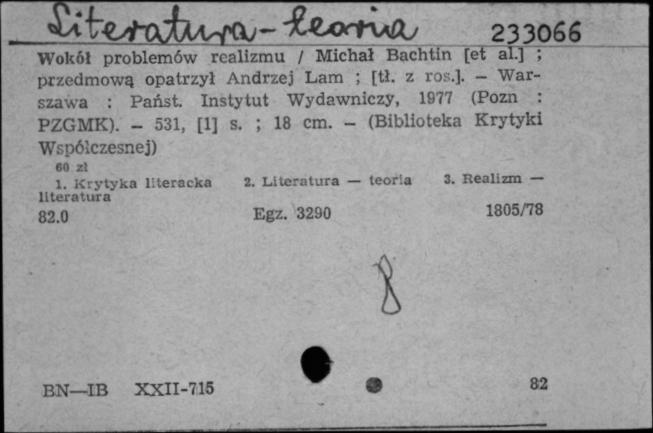 Literatura - teoria 233066
Wokół problemów realizmu / Michał Bachtin [et al.] ;
przedmową opatrzył Andrzej Lam ; [tł. z ros.]. — War-
szawa : Państ. Instytut Wydawniczy, 1977 (Pozn :
PZGMK). — 531, [1] s. ; 18 cm. — (Biblioteka Krytyki
Współczesnej)
60 zł
1. Krytyka literacka 2. Literatura — teoria 3. Realizm —
literatura
82.0 Egz. 3290 1805/78
BN—IB XXII-715 82